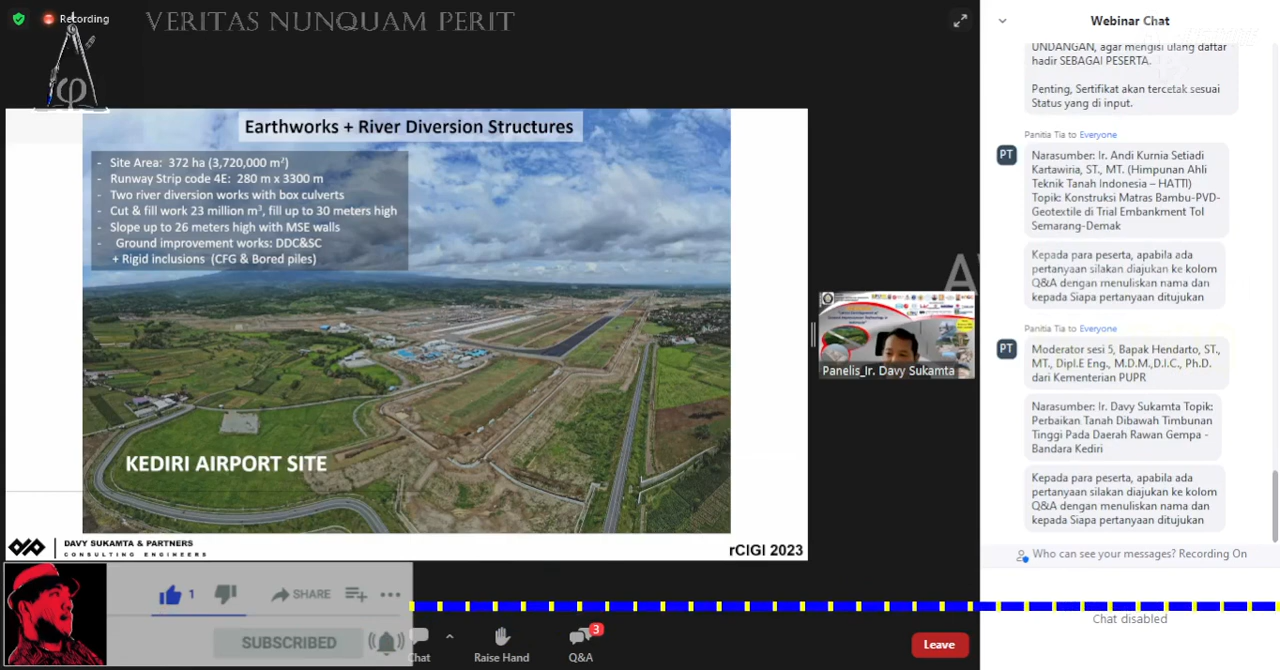 Recording
VERITAS NUNQUAM PERIT
φ
Earthworks + River Diversion Structures
- Site Area: 372 ha (3,720,000 m²)
- Runway Strip code 4E: 280 m x 3300 m
- Two river diversion works with box culverts
- Cut & fill work 23 million m³, fill up to 30 meters high
- Slope up to 26 meters high with MSE walls
- Ground improvement works: DDC&SC
+ Rigid inclusions (CFG & Bored piles)
KEDIRI AIRPORT SITE
DAVY SUKAMTA & PARTNERS
CONSULTING ENGINEERS
rCIGI 2023
Panelis_Ir. Davy Sukamta
Webinar Chat
UNDANGAN, agar mengisi ulang daftar
hadir SEBAGAI PESERTA.
Penting, Sertifikat akan tercetak sesuai
Status yang di input.
Panitia Tia to Everyone
PT
Narasumber: Ir. Andi Kurnia Setiadi
Kartawiria, ST., MT. (Himpunan Ahli
Teknik Tanah Indonesia – HATTI)
Topik: Konstruksi Matras Bambu-PVD-
Geotextile di Trial Embankment Tol
Semarang-Demak
Kepada para peserta, apabila ada
pertanyaan silakan diajukan ke kolom
Q&A dengan menuliskan nama dan
kepada Siapa pertanyaan ditujukan
Panitia Tia to Everyone
PT
Moderator sesi 5, Bapak Hendarto, ST.,
MT., Dipl.E Eng., M.D.M.,D.I.C., Ph.D.
dari Kementerian PUPR
Narasumber: Ir. Davy Sukamta Topik:
Perbaikan Tanah Dibawah Timbunan
Tinggi Pada Daerah Rawan Gempa -
Bandara Kediri
Kepada para peserta, apabila ada
pertanyaan silakan diajukan ke kolom
Q&A dengan menuliskan nama dan
kepada Siapa pertanyaan ditujukan
Who can see your messages? Recording On
Chat disabled
1
SHARE
SUBSCRIBED
Chat
Raise Hand
3
Q&A
Leave